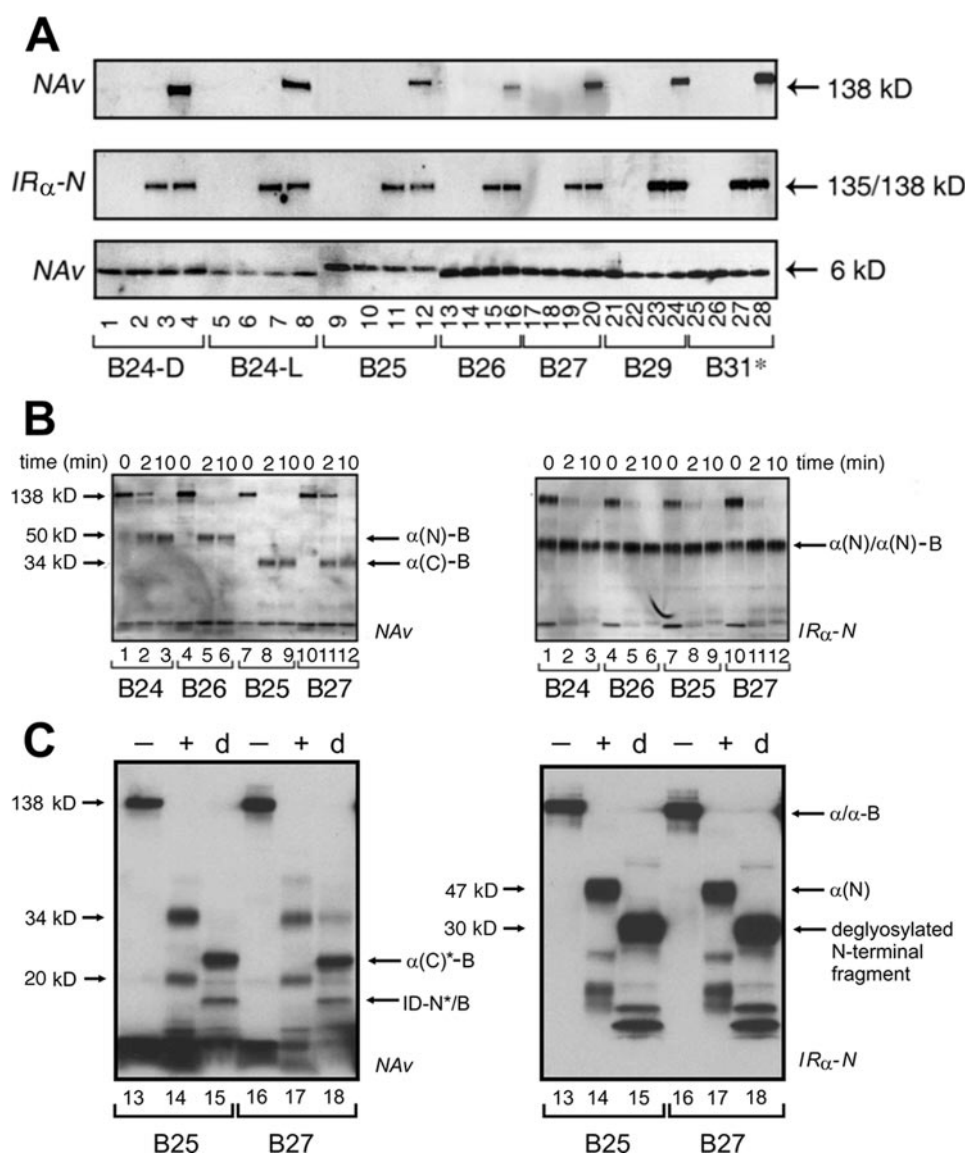 A
NAv
138 kD
IRα-N
135/138 kD
NAv
6 kD
1 2 3 4 5 6 7 8 9 10 11 12 13 14 15 16 17 18 19 20 21 22 23 24 25 26 27 28
B24-D B24-L B25 B26 B27 B29 B31*
B
time (min) 0 2 10 0 2 10 0 2 10 0 2 10
138 kD
50 kD
34 kD
α(N)-B
α(C)-B
NAv
1 2 3 4 5 6 7 8 9 10 11 12
B24 B26 B25 B27
0 2 10 0 2 10 0 2 10 0 2 10 time (min)
α(N)/α(N)-B
IRα-N
1 2 3 4 5 6 7 8 9 10 11 12
B24 B26 B25 B27
C
– + d – + d
138 kD
34 kD
20 kD
α(C)*-B
ID-N*/B
NAv
13 14 15 16 17 18
B25 B27
– + d – + d
α/α-B
47 kD
α(N)
30 kD
deglyosylated
N-terminal
fragment
IRα-N
13 14 15 16 17 18
B25 B27